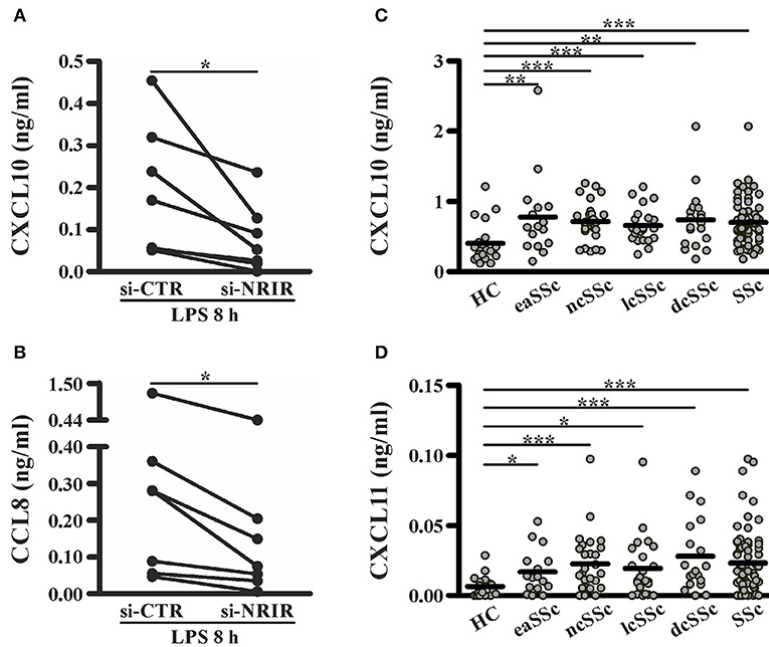 A
CXCL10 (ng/ml)
0.5
0.4
0.3
0.2
0.1
0.0
*
si-CTR si-NRIR
LPS 8 h
B
CCL8 (ng/ml)
1.50
0.44
0.40
0.30
0.20
0.10
0.00
*
si-CTR si-NRIR
LPS 8 h
C
CXCL10 (ng/ml)
3
2
1
0
***
**
***
***
**
HC eaSSc ncSSc lcSSc dcSSc SSc
D
CXCL11 (ng/ml)
0.15
0.10
0.05
0.00
***
***
*
***
*
HC eaSSc ncSSc lcSSc dcSSc SSc